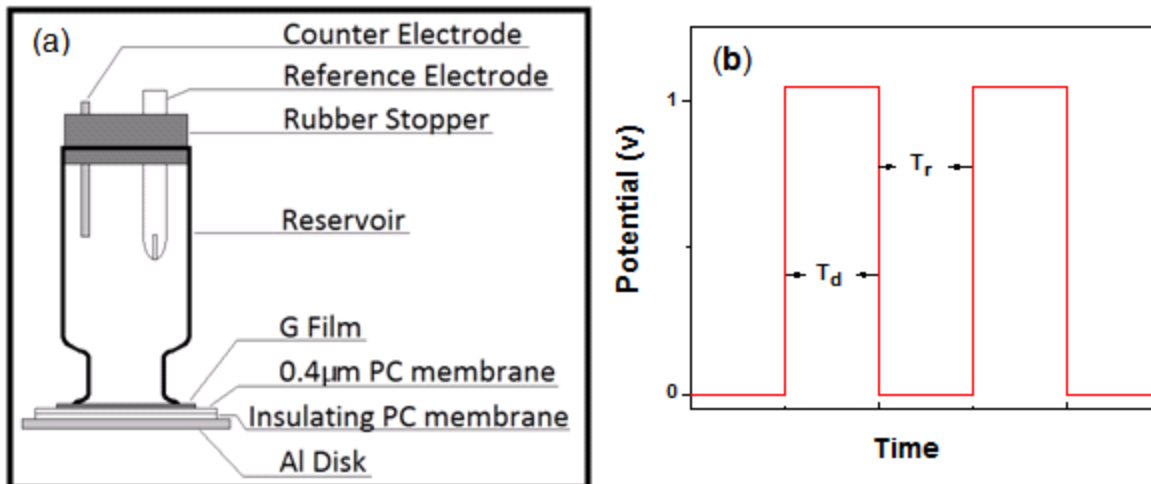 (a)
Counter Electrode
Reference Electrode
Rubber Stopper
Reservoir
G Film
0.4µm PC membrane
Insulating PC membrane
Al Disk
(b)
1
Tr
Td
0
Potential (v)
Time